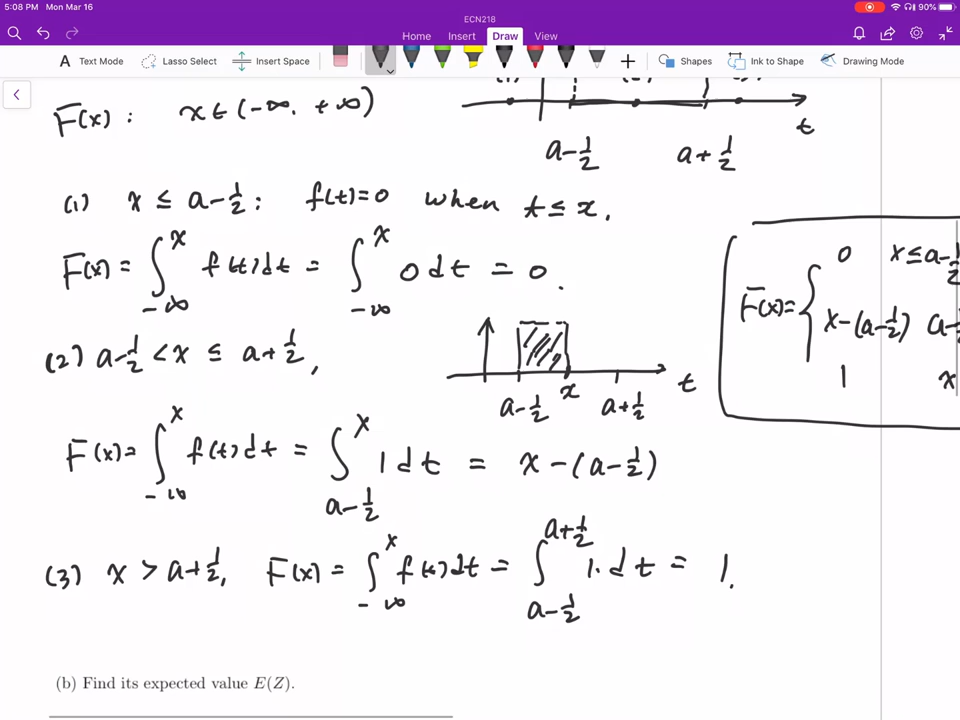 5:08 PM Mon Mar 16
90%
ECN218
Home Insert Draw View
A Text Mode Lasso Select Insert Space Shapes Ink to Shape Drawing Mode
F(x) : x ∈ (-∞, +∞)
t
a-1/2 a+1/2
(1) x ≤ a-1/2 : f(t)=0 when t ≤ x.
F(x) = ∫_{-∞}^{x} f(t)dt = ∫_{-∞}^{x} 0 dt = 0.
F(x)= { 0 x ≤ a-1/2
x-(a-1/2) a-
1 x
(2) a-1/2 < x ≤ a+1/2,
a-1/2 x a+1/2 t
F(x)= ∫_{-∞}^{x} f(t)dt = ∫_{a-1/2}^{x} 1 dt = x-(a-1/2)
(3) x > a+1/2, F(x) = ∫_{-∞}^{x} f(t)dt = ∫_{a-1/2}^{a+1/2} 1·dt = 1.
(b) Find its expected value E(Z).